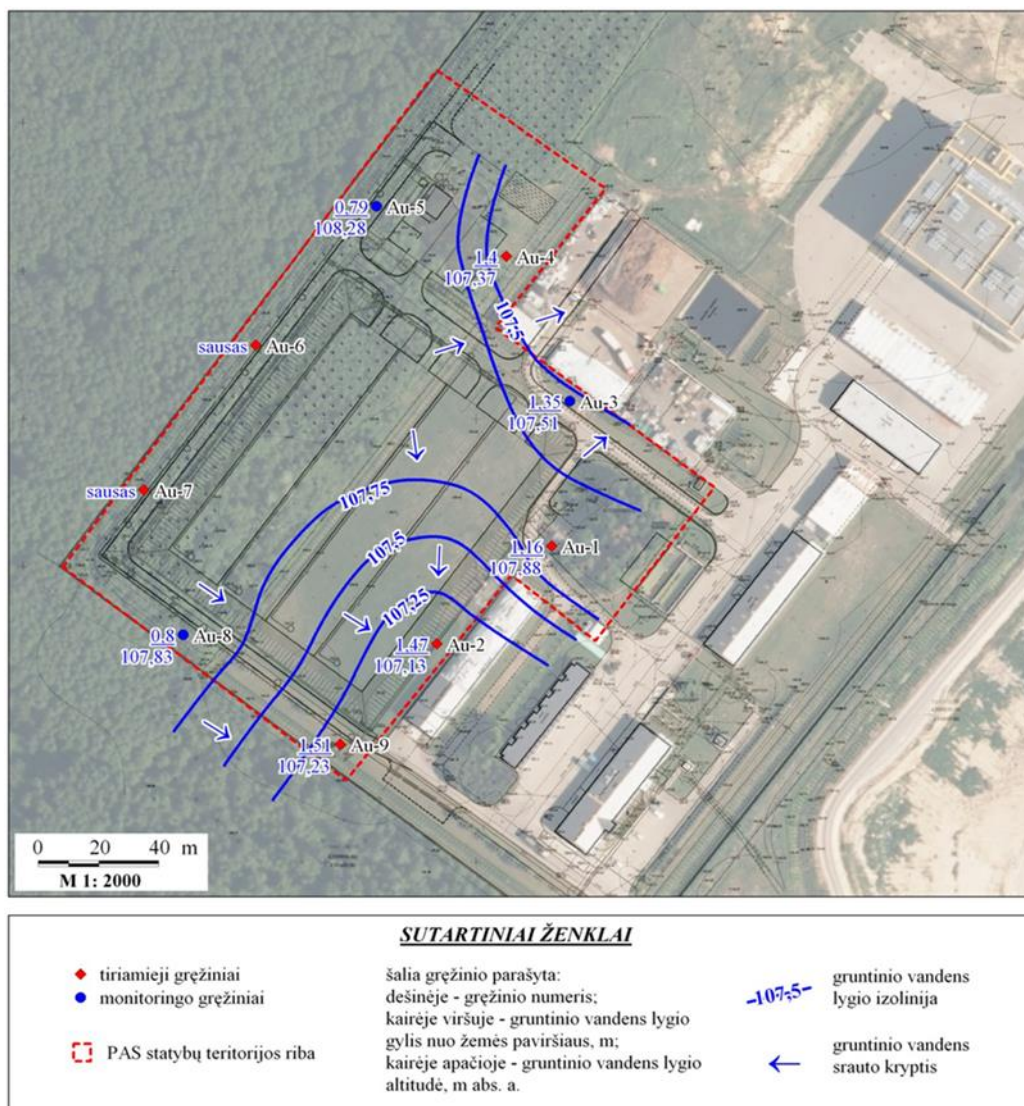 0.79
108,28
Au-5
1.4
107,37
Au-4
107,5
sausas
Au-6
1.35
107,51
Au-3
sausas
Au-7
107,75
107,5
1.16
107,88
Au-1
107,25
0.8
107,83
Au-8
1.47
107,13
Au-2
1.51
107,23
Au-9
0 20 40 m
M 1: 2000
SUTARTINIAI ŽENKLAI
tiriamieji gręžiniai
monitoringo gręžiniai
PAS statybų teritorijos riba
šalia gręžinio parašyta:
dešinėje - gręžinio numeris;
kairėje viršuje - gruntinio vandens lygio
gylis nuo žemės paviršiaus, m;
kairėje apačioje - gruntinio vandens lygio
altitudė, m abs. a.
107,5
gruntinio vandens
lygio izolinija
gruntinio vandens
srauto kryptis